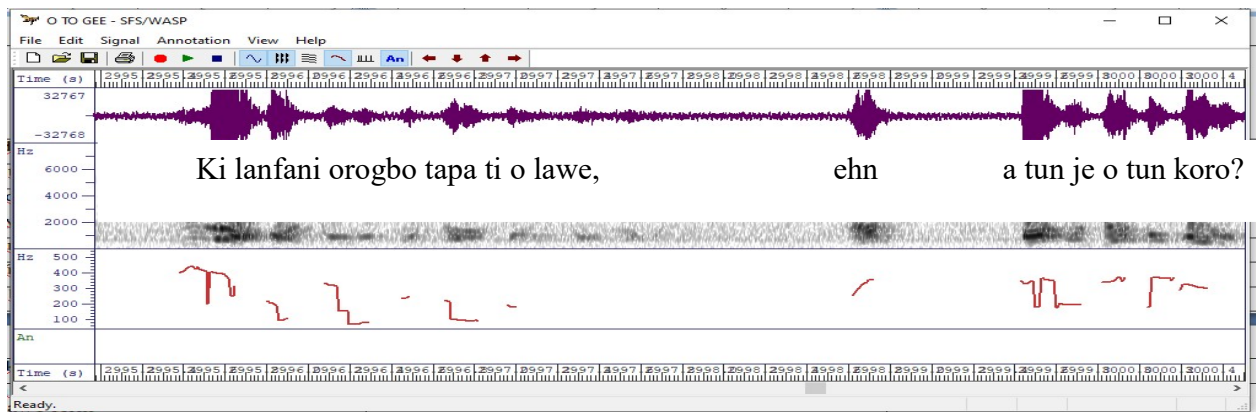 O TO GEE - SFS/WASP
File Edit Signal Annotation View Help
An
Time (s)
32767
-32768
Hz
6000
Ki lanfani orogbo tapa ti o lawe, ehn a tun je o tun koro?
4000
2000
Hz 500
400
300
200
100
An
Time (s)
Ready.